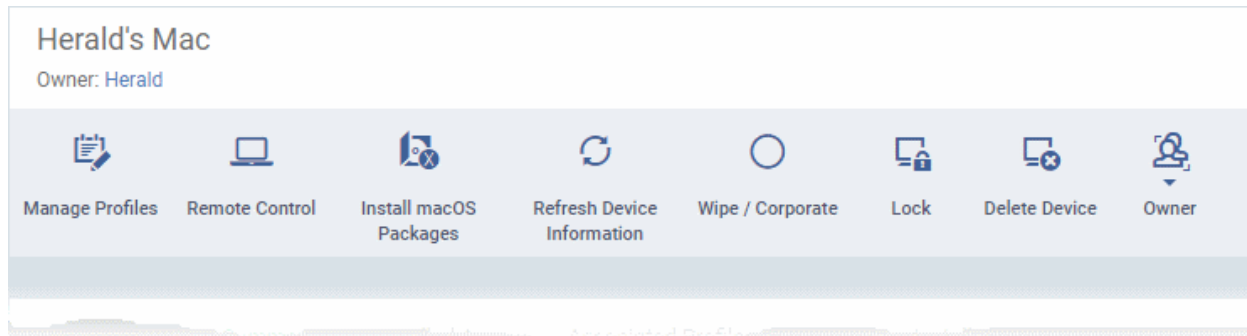 Herald's Mac
Owner: Herald
Manage Profiles
Remote Control
Install macOS
Packages
Refresh Device
Information
Wipe / Corporate
Lock
Delete Device
Owner